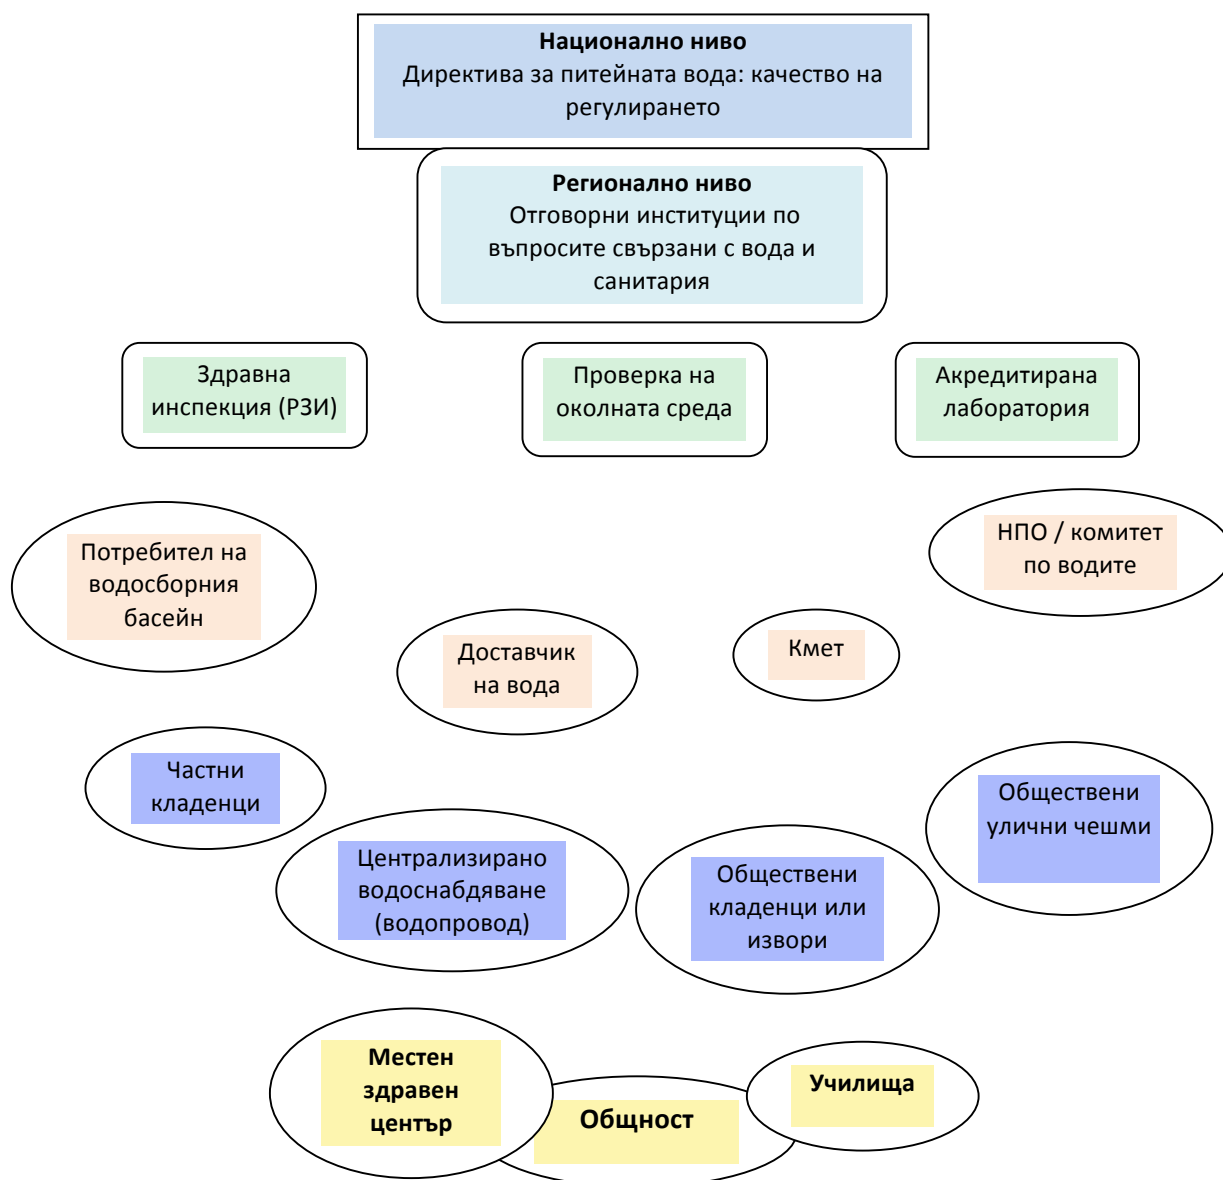 Национално ниво
Директива за питейната вода: качество на
регулирането
Регионално ниво
Отговорни институции по
въпросите свързани с вода и
санитария
Здравна
инспекция (РЗИ)
Проверка на
околната среда
Акредитирана
лаборатория
Потребител на
водосборния
басейн
НПО / комитет
по водите
Доставчик
на вода
Кмет
Частни
кладенци
Обществени
улични чешми
Централизирано
водоснабдяване
(водопровод)
Обществени
кладенци или
извори
Местен
здравен
център
Общност
Училища